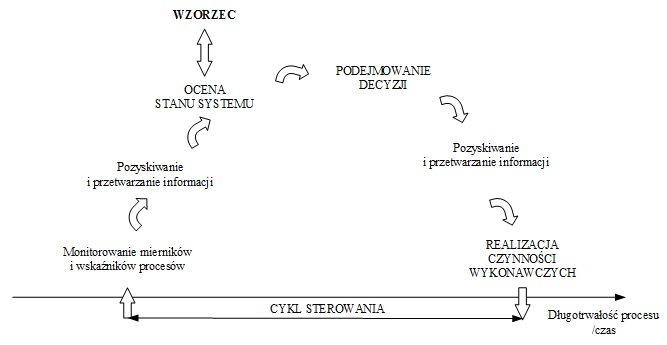 WZORZEC
OCENA
STANU SYSTEMU
PODEJMOWANIE
DECYZJI
Pozyskiwanie
i przetwarzanie informacji
Pozyskiwanie
i przetwarzanie informacji
Monitorowanie mierników
i wskaźników procesów
REALIZACJA
CZYNNOŚCI
WYKONAWCZYCH
CYKL STEROWANIA
Długotrwałość procesu
/czas